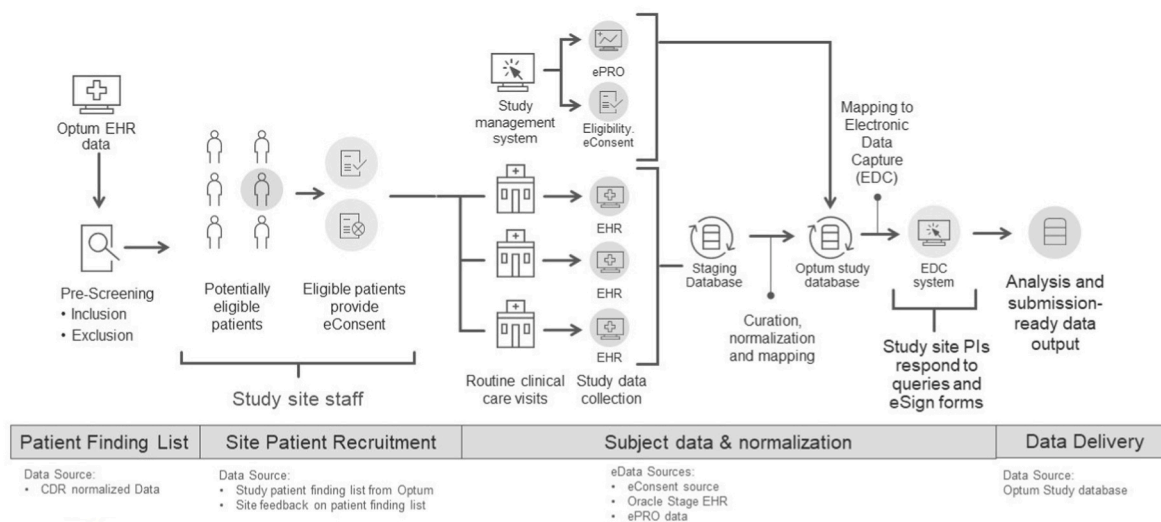 Optum EHR
data
Pre-Screening
• Inclusion
• Exclusion
Potentially
eligible
patients
Eligible patients
provide
eConsent
Study site staff
Study
management
system
ePRO
Eligibility.
eConsent
EHR
EHR
EHR
Routine clinical
care visits
Study data
collection
Staging
Database
Curation,
normalization
and mapping
Optum study
database
Mapping to
Electronic
Data
Capture
(EDC)
EDC
system
Study site PIs
respond to
queries and
eSign forms
Analysis and
submission-
ready data
output
Patient Finding List
Site Patient Recruitment
Subject data & normalization
Data Delivery
Data Source:
• CDR normalized Data
Data Source:
• Study patient finding list from Optum
• Site feedback on patient finding list
eData Sources:
• eConsent source
• Oracle Stage EHR
• ePRO data
Data Source:
Optum Study database